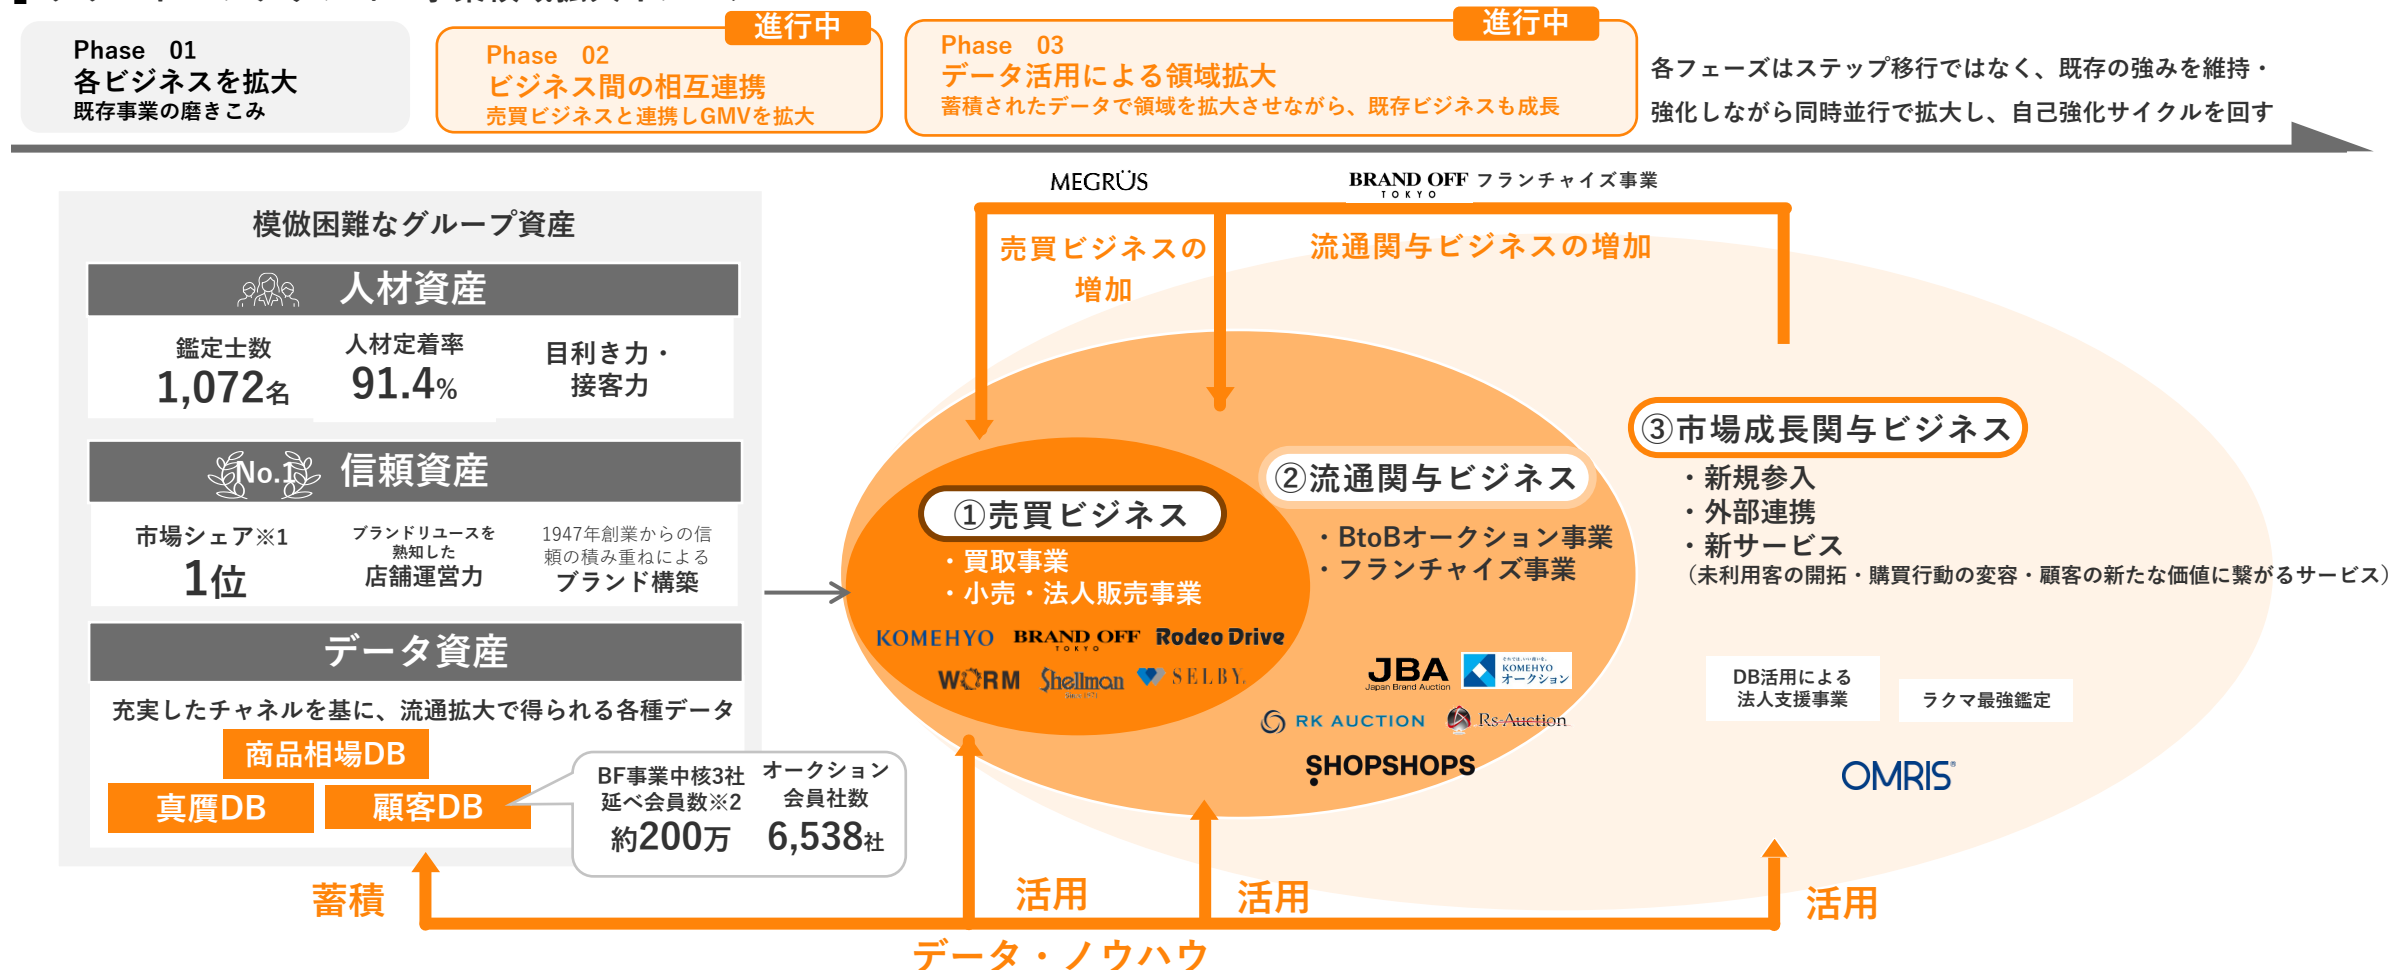 Phase 01
各ビジネスを拡大
既存事業の磨きこみ
進行中
Phase 02
ビジネス間の相互連携
売買ビジネスと連携しGMVを拡大
進行中
Phase 03
データ活用による領域拡大
蓄積されたデータで領域を拡大させながら、既存ビジネスも成長
各フェーズはステップ移行ではなく、既存の強みを維持・
強化しながら同時並行で拡大し、自己強化サイクルを回す
模倣困難なグループ資産
人材資産
鑑定士数
1,072名
人材定着率
91.4%
目利き力・
接客力
No.1
信頼資産
市場シェア※1
1位
ブランドリユースを
熟知した
店舗運営力
1947年創業からの信
頼の積み重ねによる
ブランド構築
データ資産
充実したチャネルを基に、流通拡大で得られる各種データ
商品相場DB
真贋DB
顧客DB
BF事業中核3社
延べ会員数※2
約200万
オークション
会員社数
6,538社
MEGRÜS
BRAND OFF
TOKYO
フランチャイズ事業
売買ビジネスの
増加
流通関与ビジネスの増加
①売買ビジネス
・買取事業
・小売・法人販売事業
KOMEHYO
BRAND OFF
TOKYO
Rodeo Drive
WORM
Shellman
SELBY.
②流通関与ビジネス
・BtoBオークション事業
・フランチャイズ事業
JBA
Japan Brand Auction
KOMEHYO
オークション
RK AUCTION
Rs-Auction
SHOPSHOPS
③市場成長関与ビジネス
・新規参入
・外部連携
・新サービス
（未利用客の開拓・購買行動の変容・顧客の新たな価値に繋がるサービス）
DB活用による
法人支援事業
ラクマ最強鑑定
OMRIS
蓄積
活用
活用
活用
データ・ノウハウ